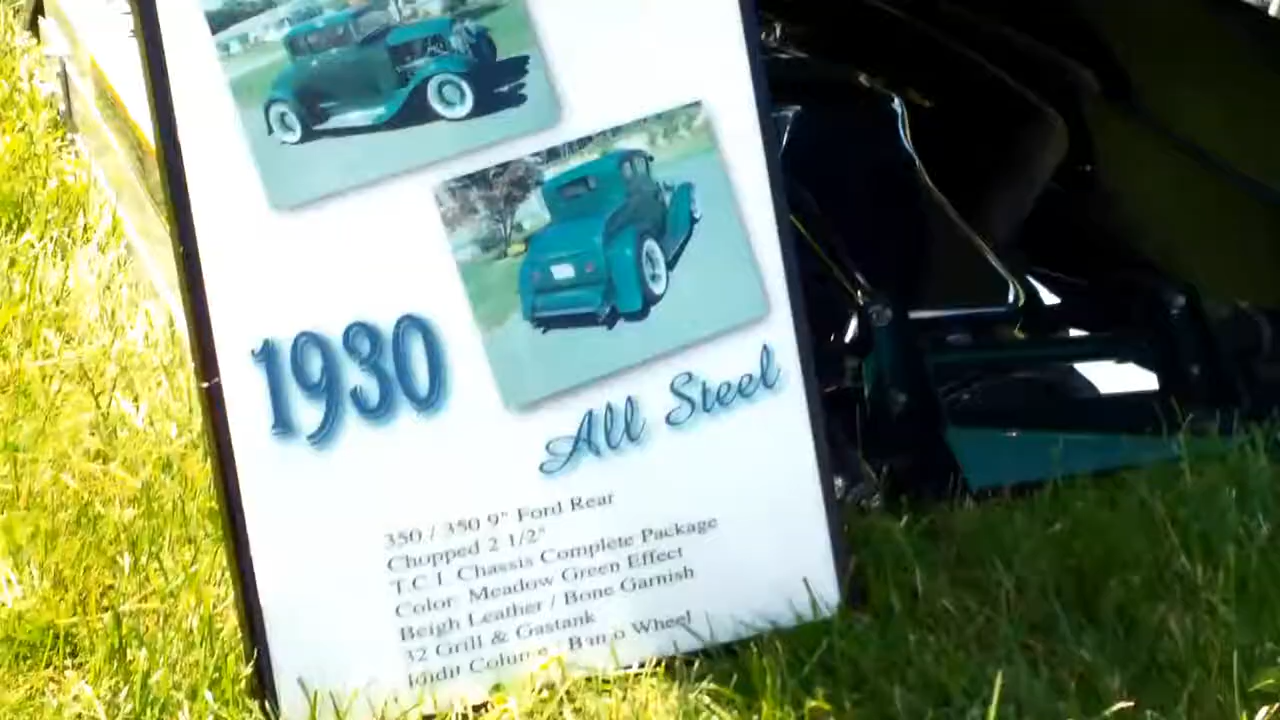 1930
All Steel
350 / 350 9" Ford Rear
Chopped 2 1/2"
T.C.I. Chassis Complete Package
Color: Meadow Green Effect
Beigh Leather / Bone Garnish
32 Grill & Gastank
Wheel